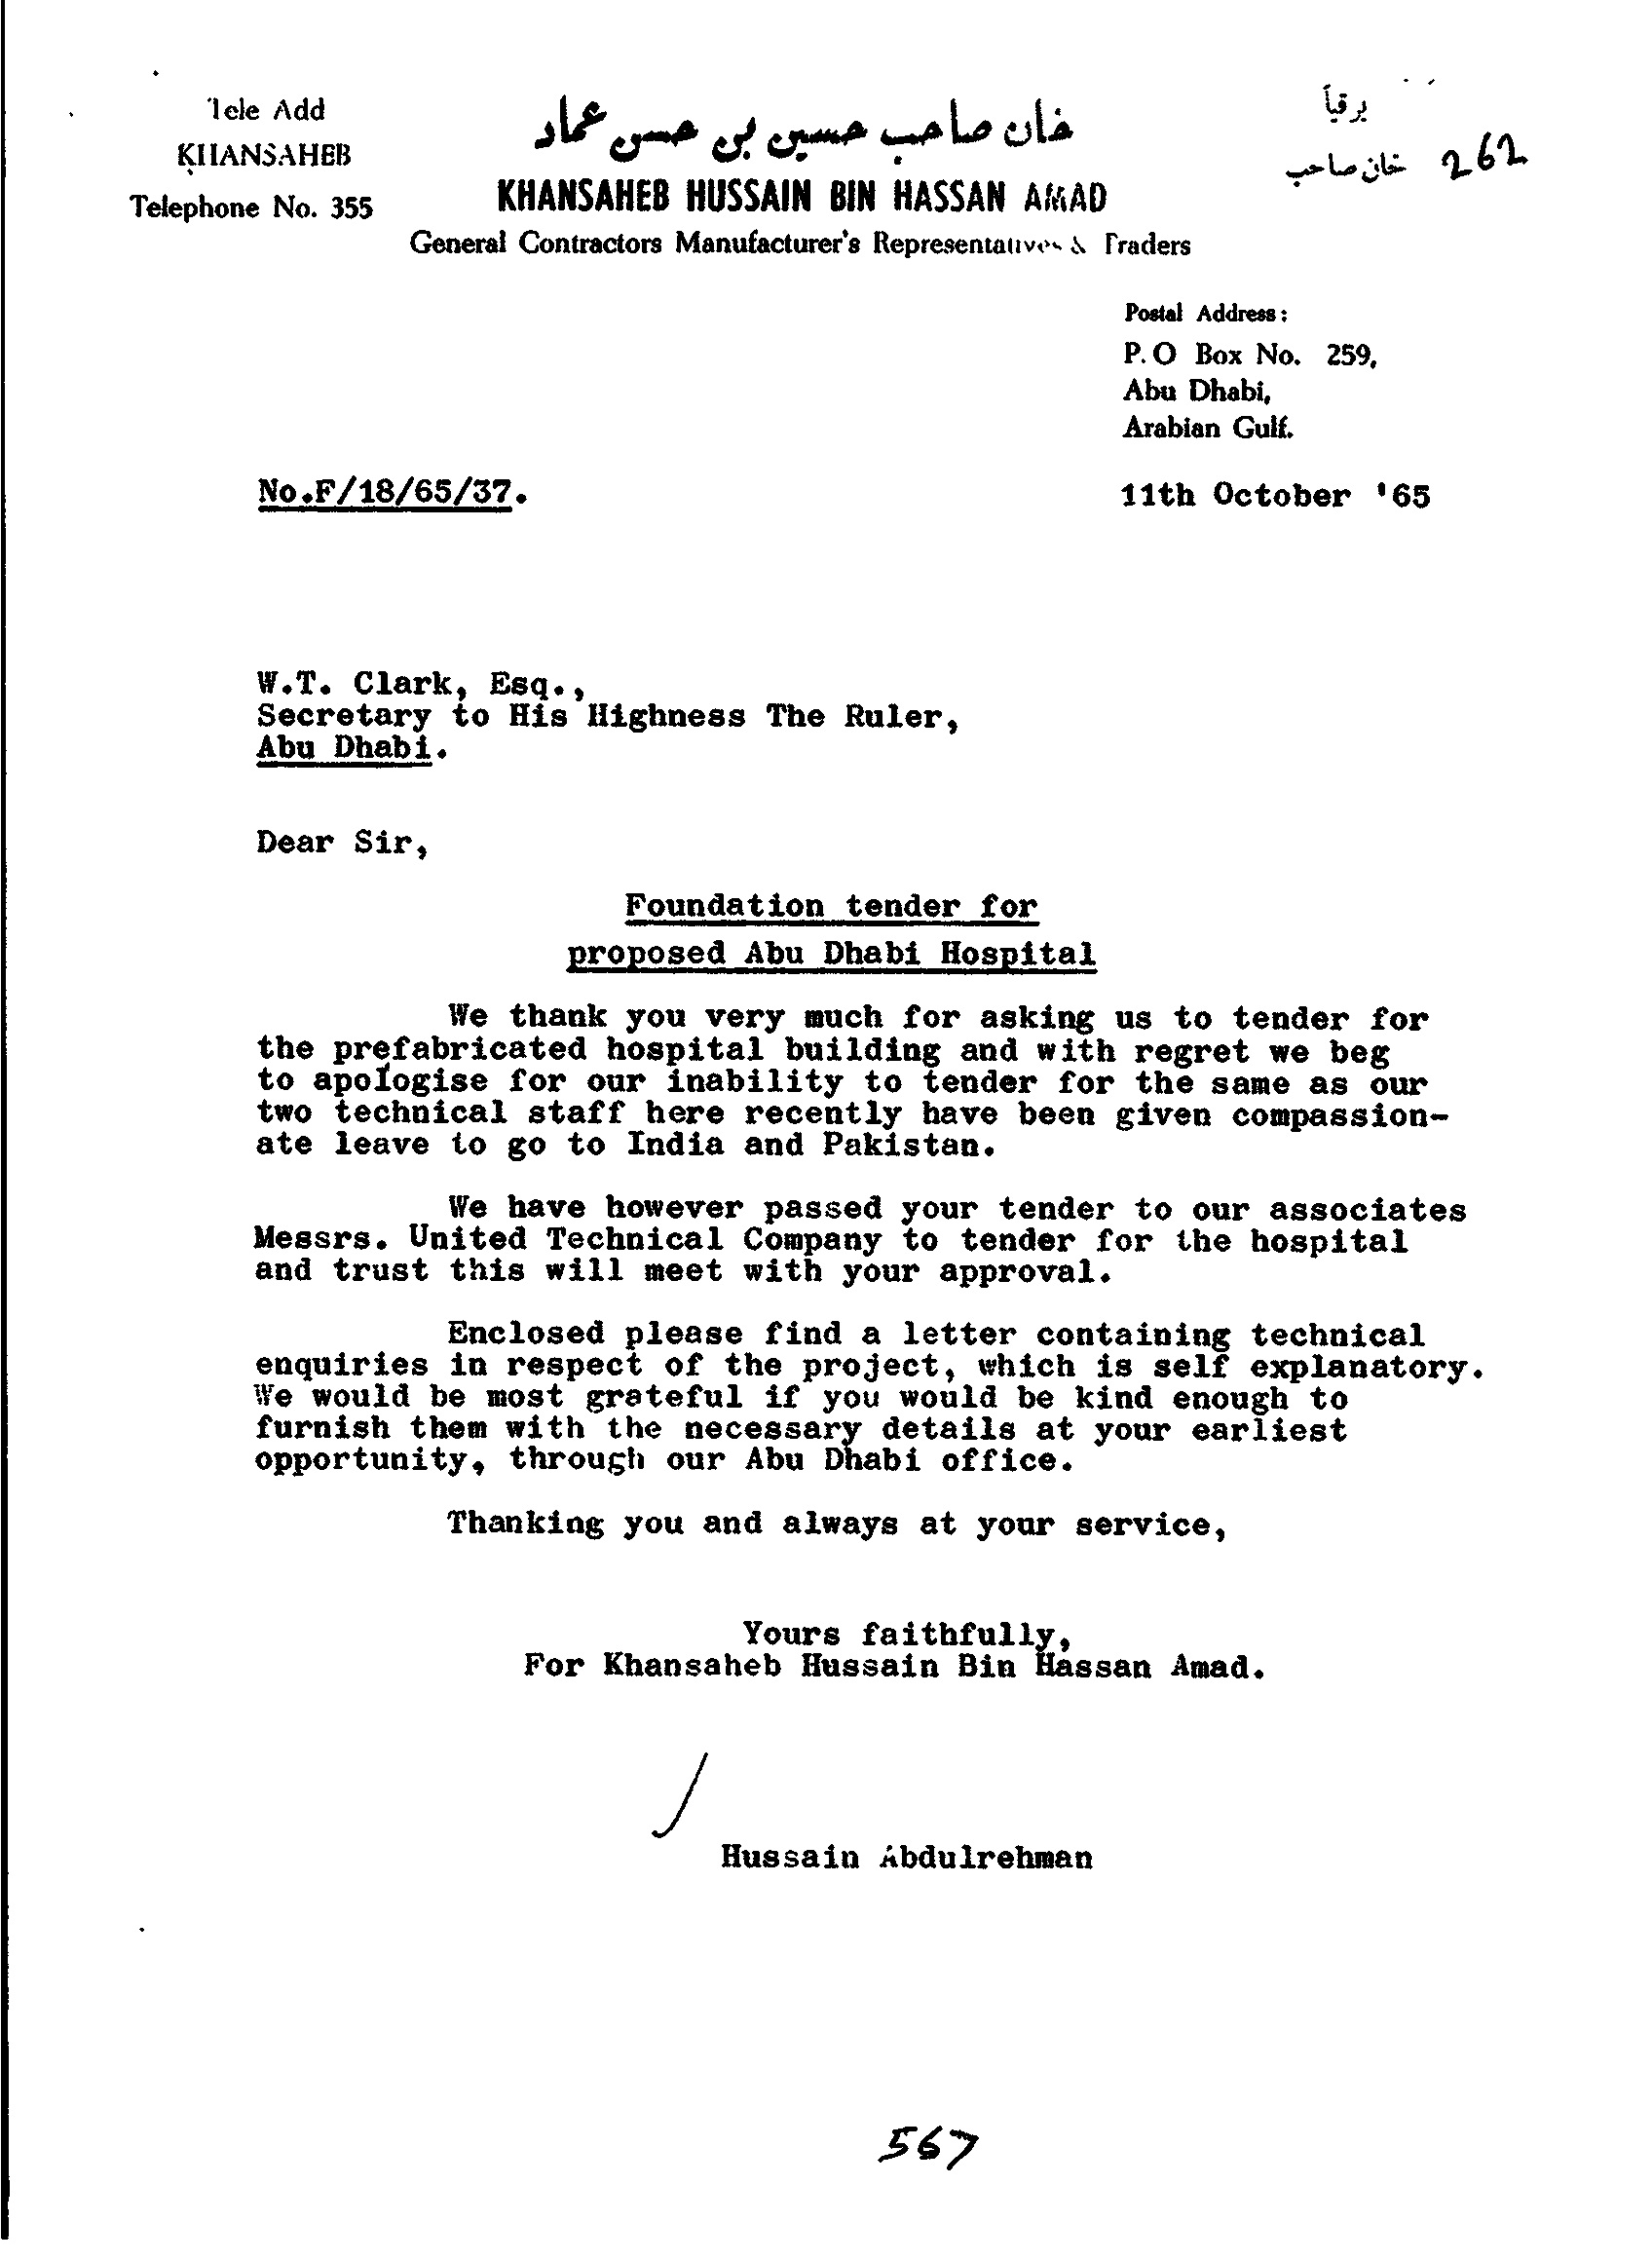 Tele Add
KHANSAHEB
Telephone No. 355
خان صاحب حسين بن حسن عماد
KHANSAHEB HUSSAIN BIN HASSAN AMAD
General Contractors Manufacturer's Representatives & Traders
برقياً
خان صاحب 262
Postal Address:
P.O Box No. 259,
Abu Dhabi,
Arabian Gulf.
No.F/18/65/37.
11th October '65
W.T. Clark, Esq.,
Secretary to His Highness The Ruler,
Abu Dhabi.
Dear Sir,
Foundation tender for
proposed Abu Dhabi Hospital
We thank you very much for asking us to tender for
the prefabricated hospital building and with regret we beg
to apologise for our inability to tender for the same as our
two technical staff here recently have been given compassion-
ate leave to go to India and Pakistan.
We have however passed your tender to our associates
Messrs. United Technical Company to tender for the hospital
and trust this will meet with your approval.
Enclosed please find a letter containing technical
enquiries in respect of the project, which is self explanatory.
We would be most grateful if you would be kind enough to
furnish them with the necessary details at your earliest
opportunity, through our Abu Dhabi office.
Thanking you and always at your service,
Yours faithfully,
For Khansaheb Hussain Bin Hassan Amad.
Hussain Abdulrehman
567